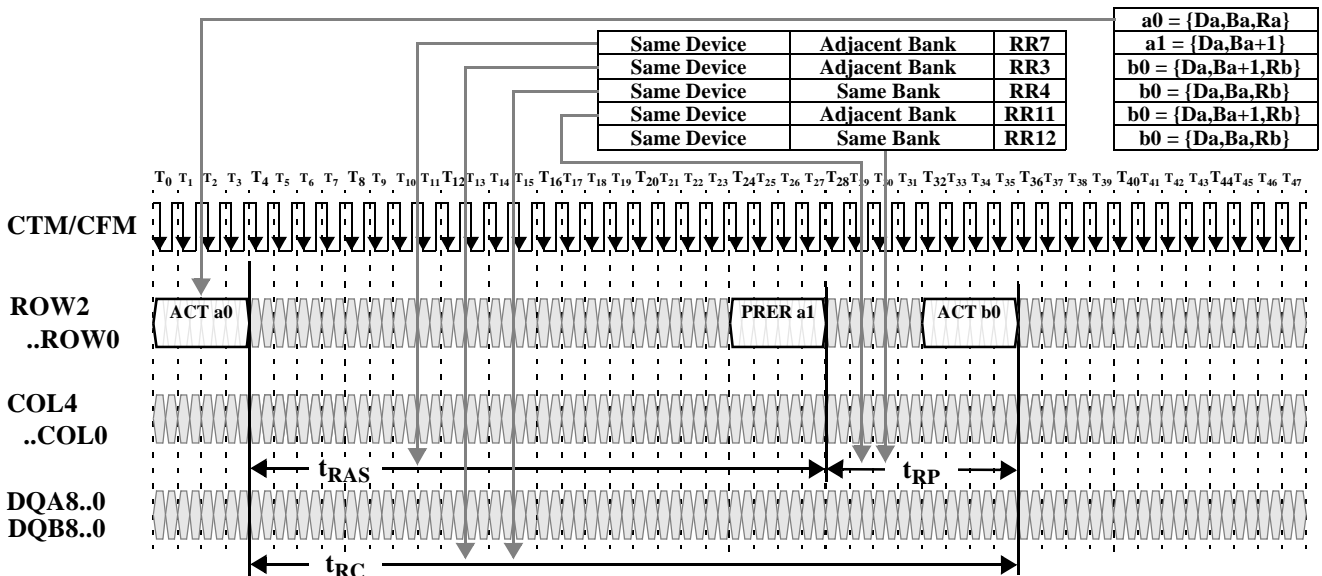 a0 = {Da,Ba,Ra}
Same Device Adjacent Bank RR7 a1 = {Da,Ba+1}
Same Device Adjacent Bank RR3 b0 = {Da,Ba+1,Rb}
Same Device Same Bank RR4 b0 = {Da,Ba,Rb}
Same Device Adjacent Bank RR11 b0 = {Da,Ba+1,Rb}
Same Device Same Bank RR12 b0 = {Da,Ba,Rb}
T0 T1 T2 T3 T4 T5 T6 T7 T8 T9 T10 T11 T12 T13 T14 T15 T16 T17 T18 T19 T20 T21 T22 T23 T24 T25 T26 T27 T28 T29 T30 T31 T32 T33 T34 T35 T36 T37 T38 T39 T40 T41 T42 T43 T44 T45 T46 T47
CTM/CFM
ROW2
..ROW0
ACT a0 PRER a1 ACT b0
COL4
..COL0
tRAS tRP
DQA8..0
DQB8..0
tRC